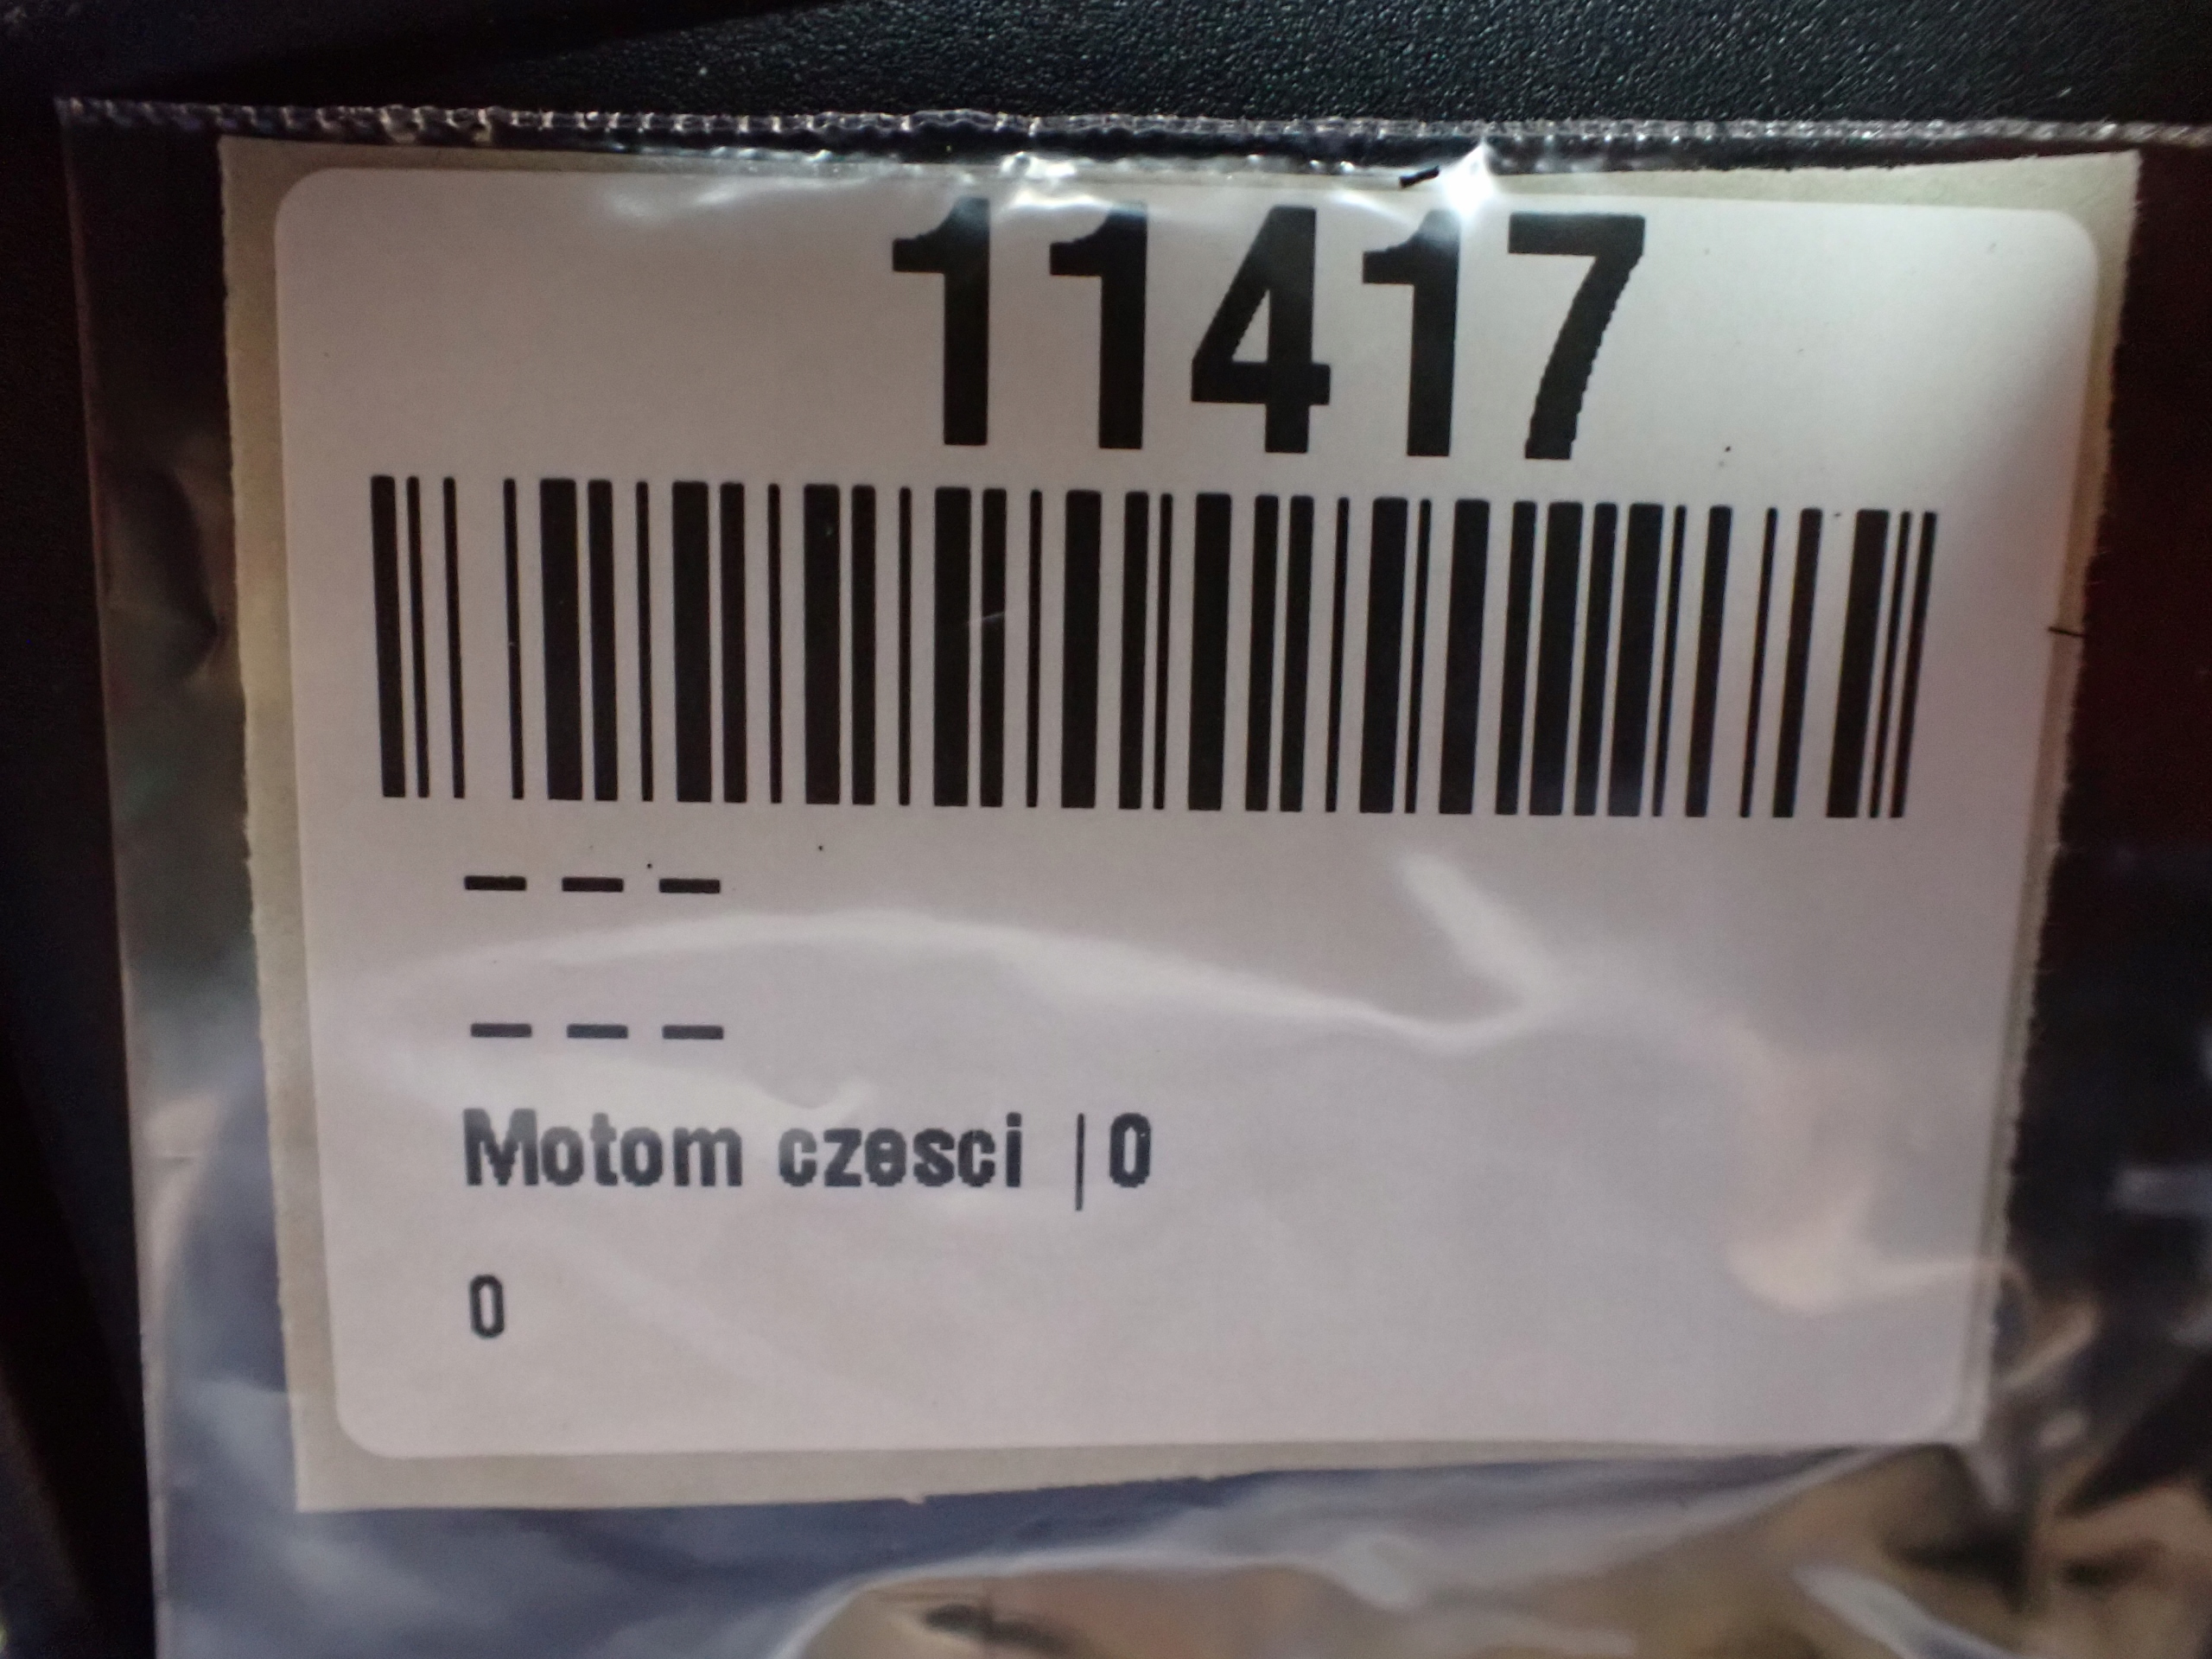 11417
– – –
– – –
Motom czesci |0
0